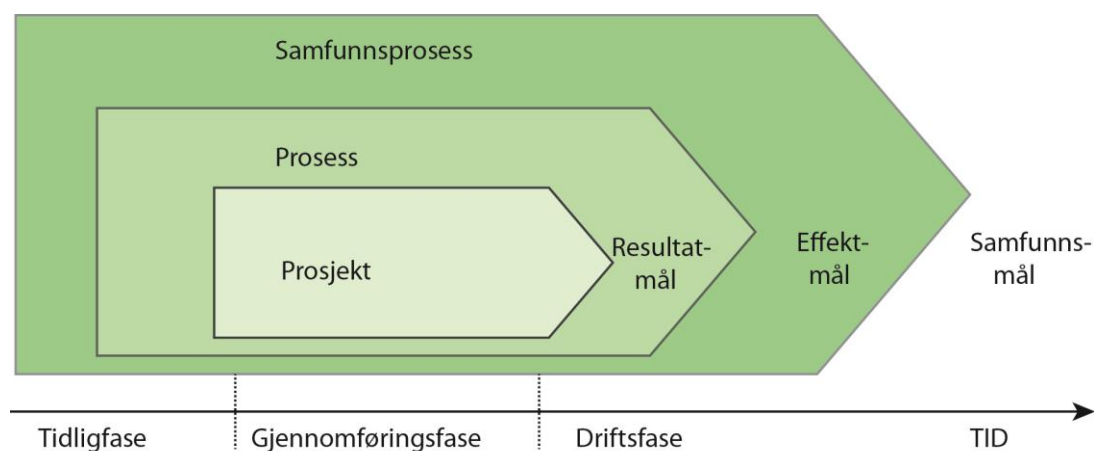 Samfunnsprosess
Prosess
Prosjekt
Resultat-
mål
Effekt-
mål
Samfunns-
mål
Tidligfase
Gjennomføringsfase
Driftsfase
TID